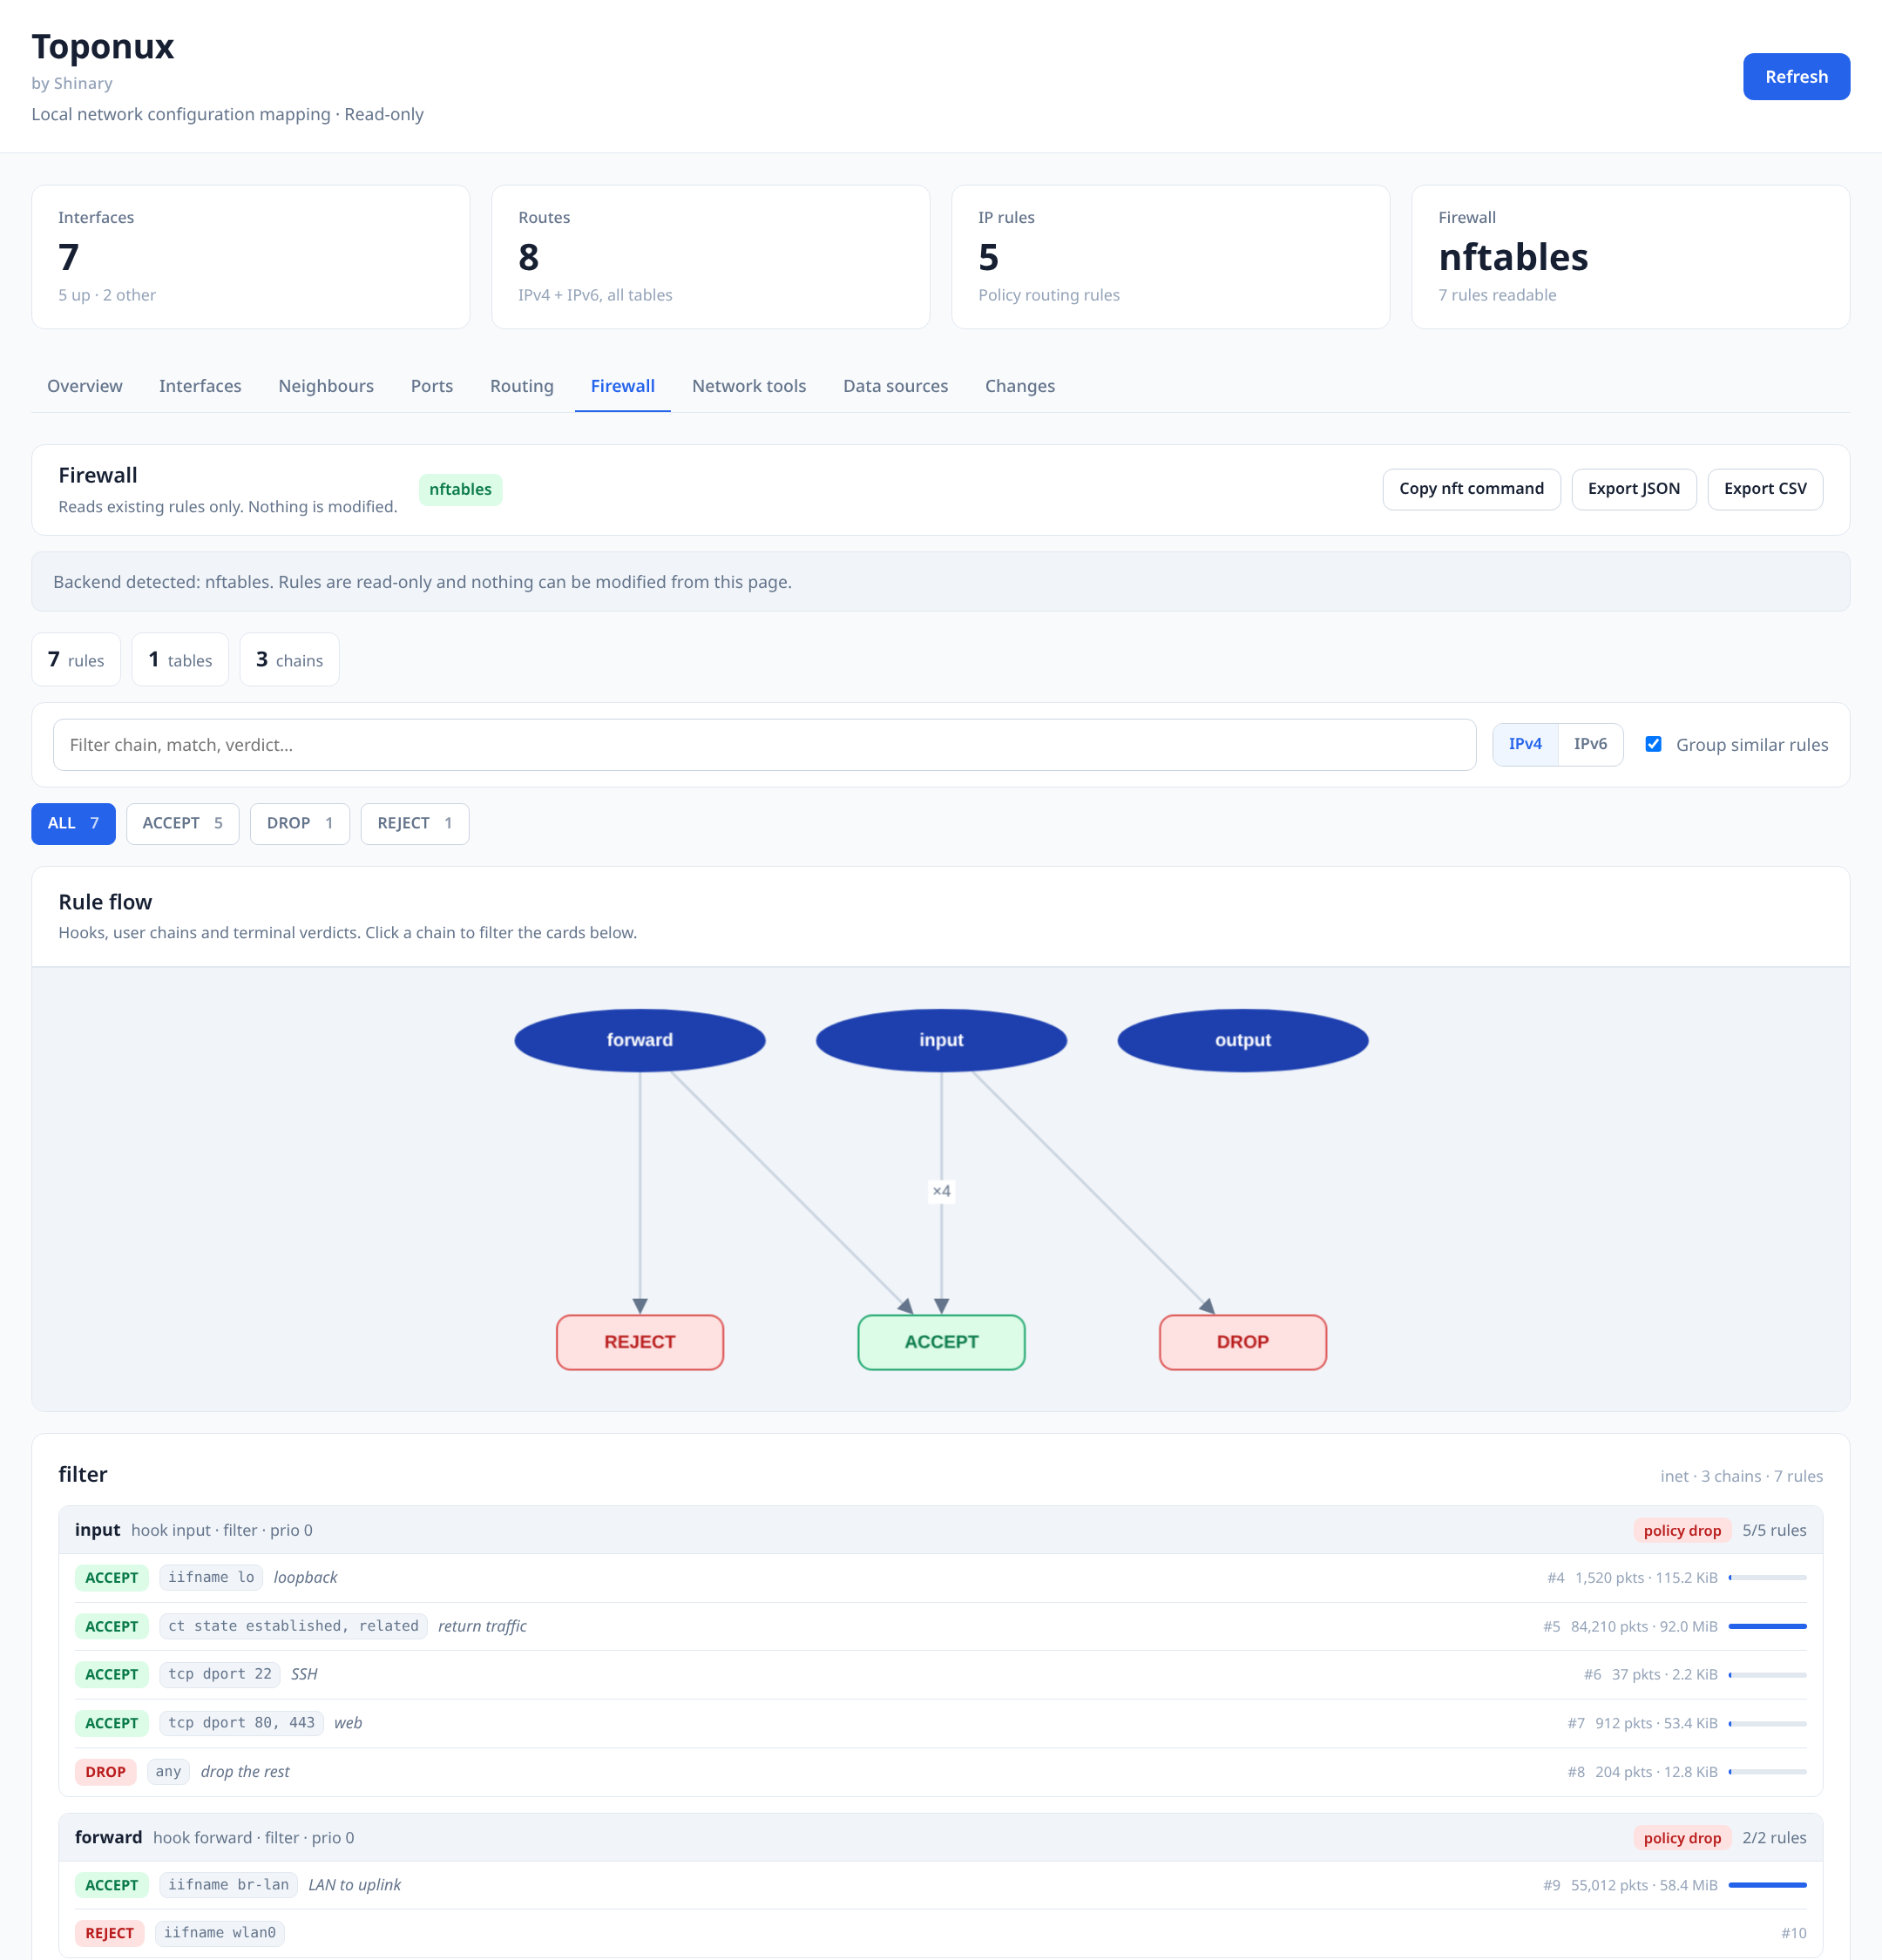 Toponux
by Shinary
Local network configuration mapping · Read-only
Refresh
Interfaces
7
5 up · 2 other
Routes
8
IPv4 + IPv6, all tables
IP rules
5
Policy routing rules
Firewall
nftables
7 rules readable
Overview Interfaces Neighbours Ports Routing Firewall Network tools Data sources Changes
Firewall
Reads existing rules only. Nothing is modified.
nftables
Copy nft command Export JSON Export CSV
Backend detected: nftables. Rules are read-only and nothing can be modified from this page.
7 rules 1 tables 3 chains
Filter chain, match, verdict...
IPv4 IPv6 Group similar rules
ALL 7 ACCEPT 5 DROP 1 REJECT 1
Rule flow
Hooks, user chains and terminal verdicts. Click a chain to filter the cards below.
forward input output
×4
REJECT ACCEPT DROP
filter inet · 3 chains · 7 rules
input hook input · filter · prio 0 policy drop 5/5 rules
ACCEPT iifname lo loopback #4 1,520 pkts · 115.2 KiB
ACCEPT ct state established, related return traffic #5 84,210 pkts · 92.0 MiB
ACCEPT tcp dport 22 SSH #6 37 pkts · 2.2 KiB
ACCEPT tcp dport 80, 443 web #7 912 pkts · 53.4 KiB
DROP any drop the rest #8 204 pkts · 12.8 KiB
forward hook forward · filter · prio 0 policy drop 2/2 rules
ACCEPT iifname br-lan LAN to uplink #9 55,012 pkts · 58.4 MiB
REJECT iifname wlan0 #10